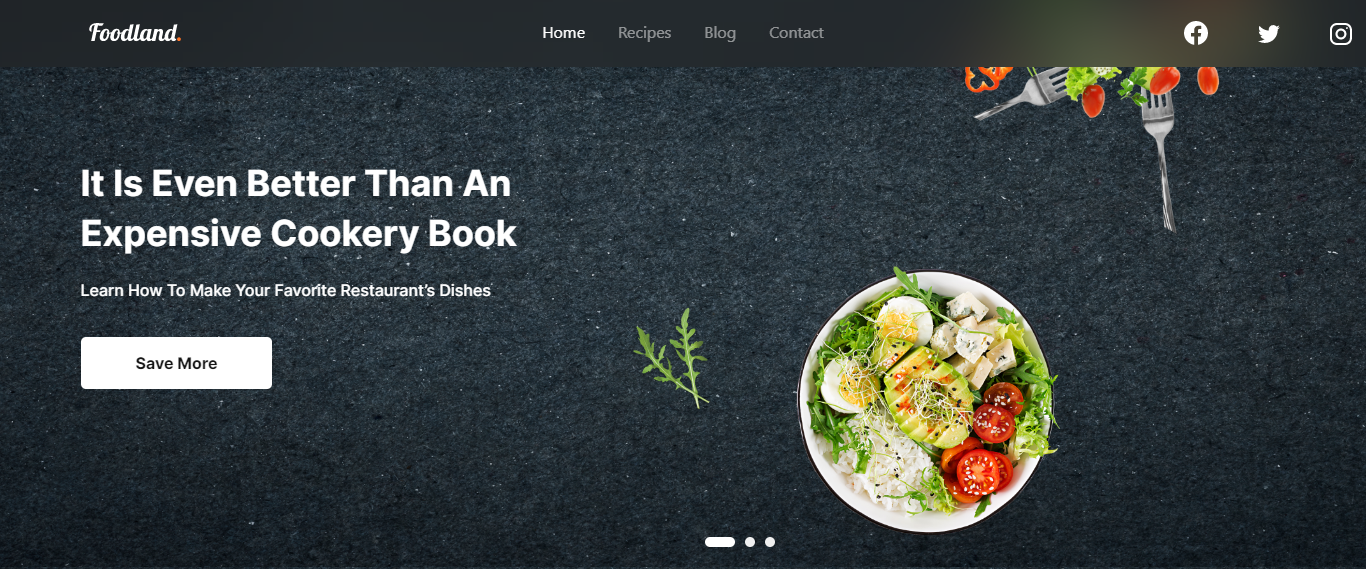 Foodland.
Home Recipes Blog Contact
It Is Even Better Than An
Expensive Cookery Book
Learn How To Make Your Favorite Restaurant's Dishes
Save More